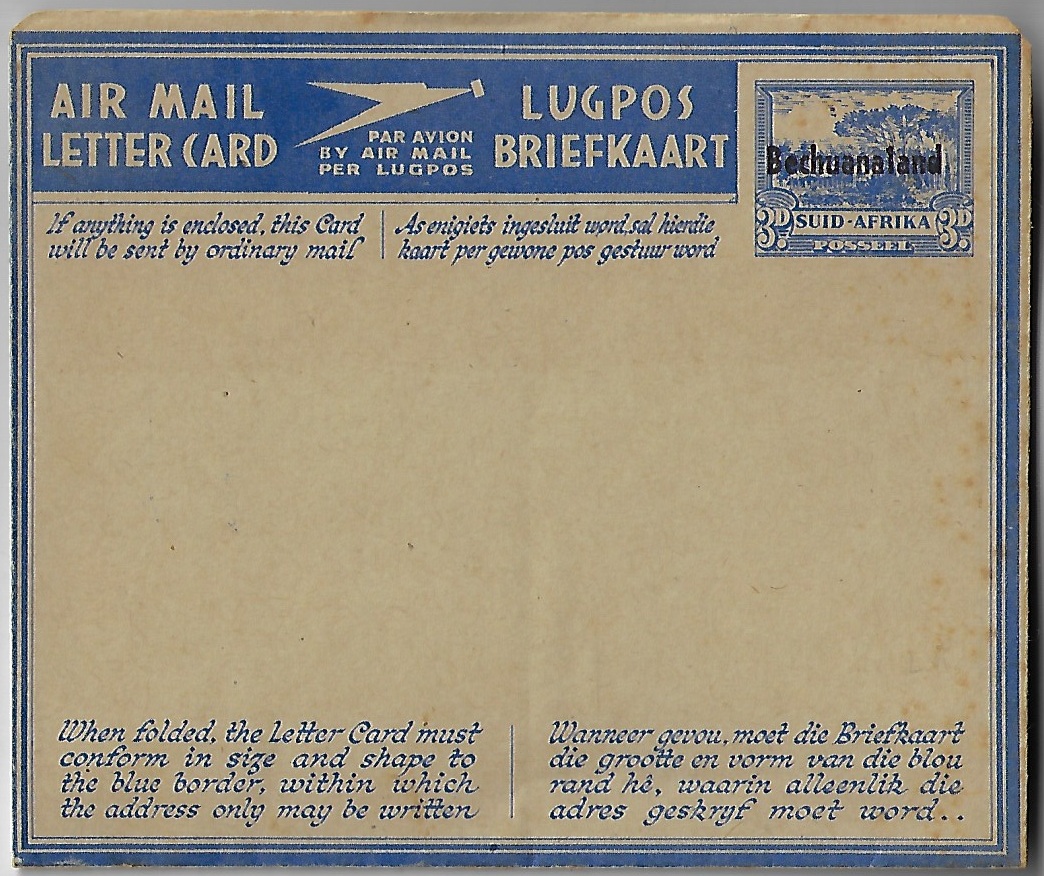 AIR MAIL
LETTER CARD
PAR AVION
BY AIR MAIL
PER LUGPOS
LUGPOS
BRIEFKAART
Bechuanaland
3D SUID-AFRIKA 3D
POSSEEL
If anything is enclosed, this Card
will be sent by ordinary mail
As enigiets ingesluit word, sal hierdie
kaart per gewone pos gestuur word
When folded, the Letter Card must
conform in size and shape to
the blue border, within which
the address only may be written
Wanneer gevou, moet die Briefkaart
die grootte en vorm van die blou
rand hê, waarin alleenlik die
adres geskryf moet word..